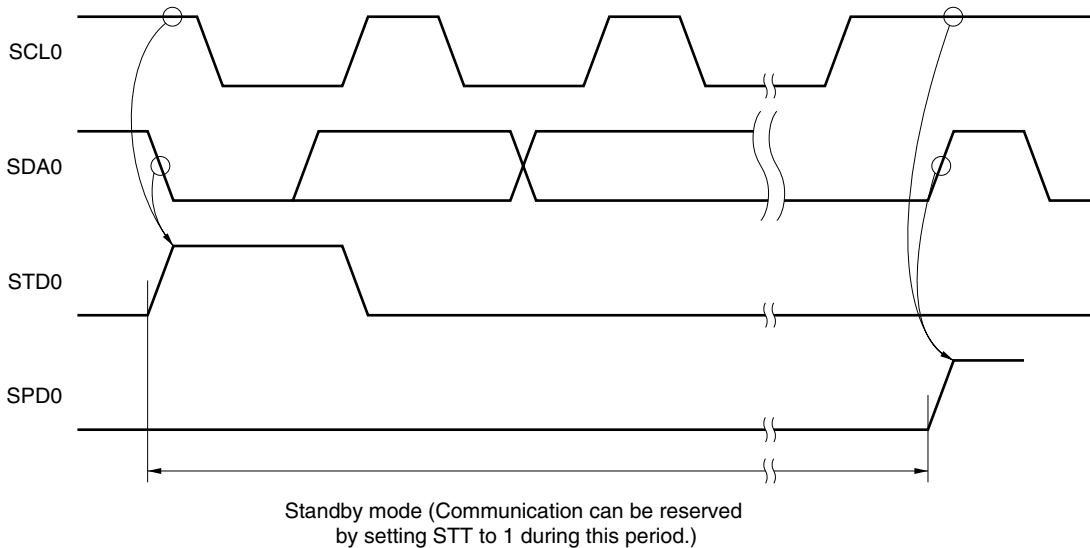 SCL0
SDA0
STD0
SPD0
Standby mode (Communication can be reserved
by setting STT to 1 during this period.)